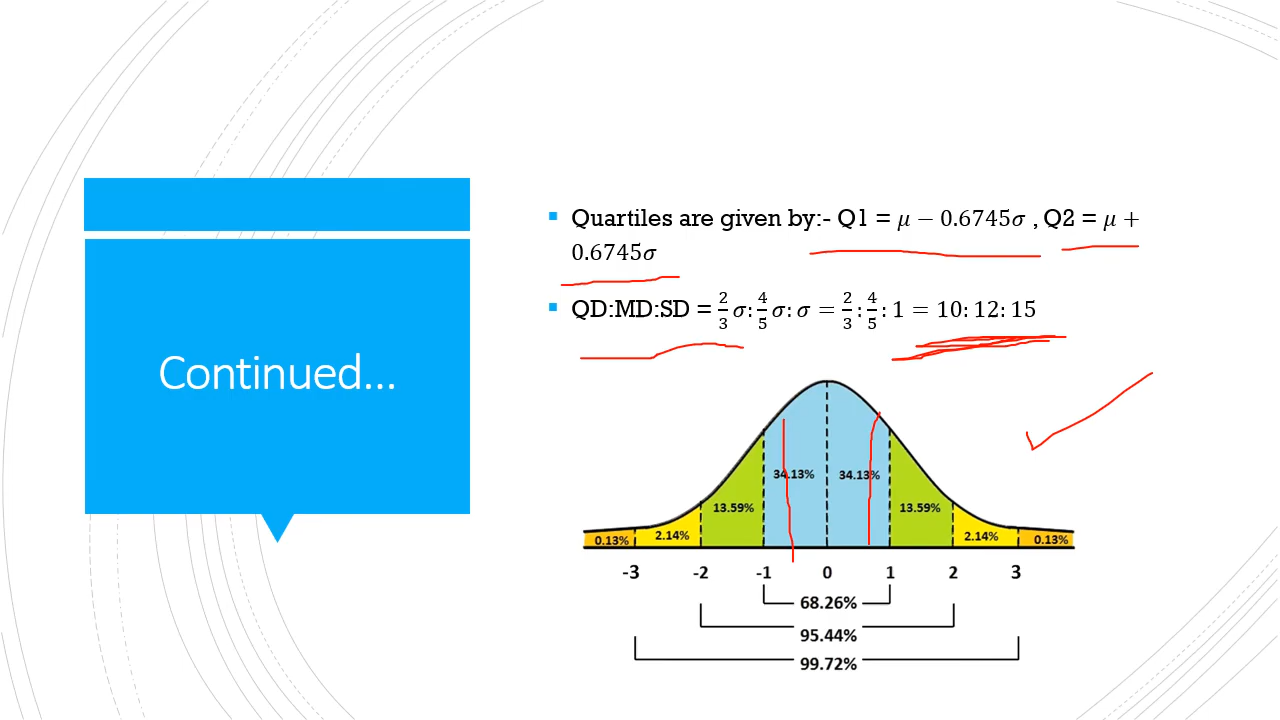 Continued...
▪ Quartiles are given by:- Q1 = 𝜇 − 0.6745𝜎 , Q2 = 𝜇 +
0.6745𝜎
▪ QD:MD:SD = 2/3 𝜎: 4/5 𝜎: 𝜎 = 2/3 : 4/5 : 1 = 10: 12: 15
34.13% 34.13%
13.59% 13.59%
0.13% 2.14% 2.14% 0.13%
-3 -2 -1 0 1 2 3
68.26%
95.44%
99.72%